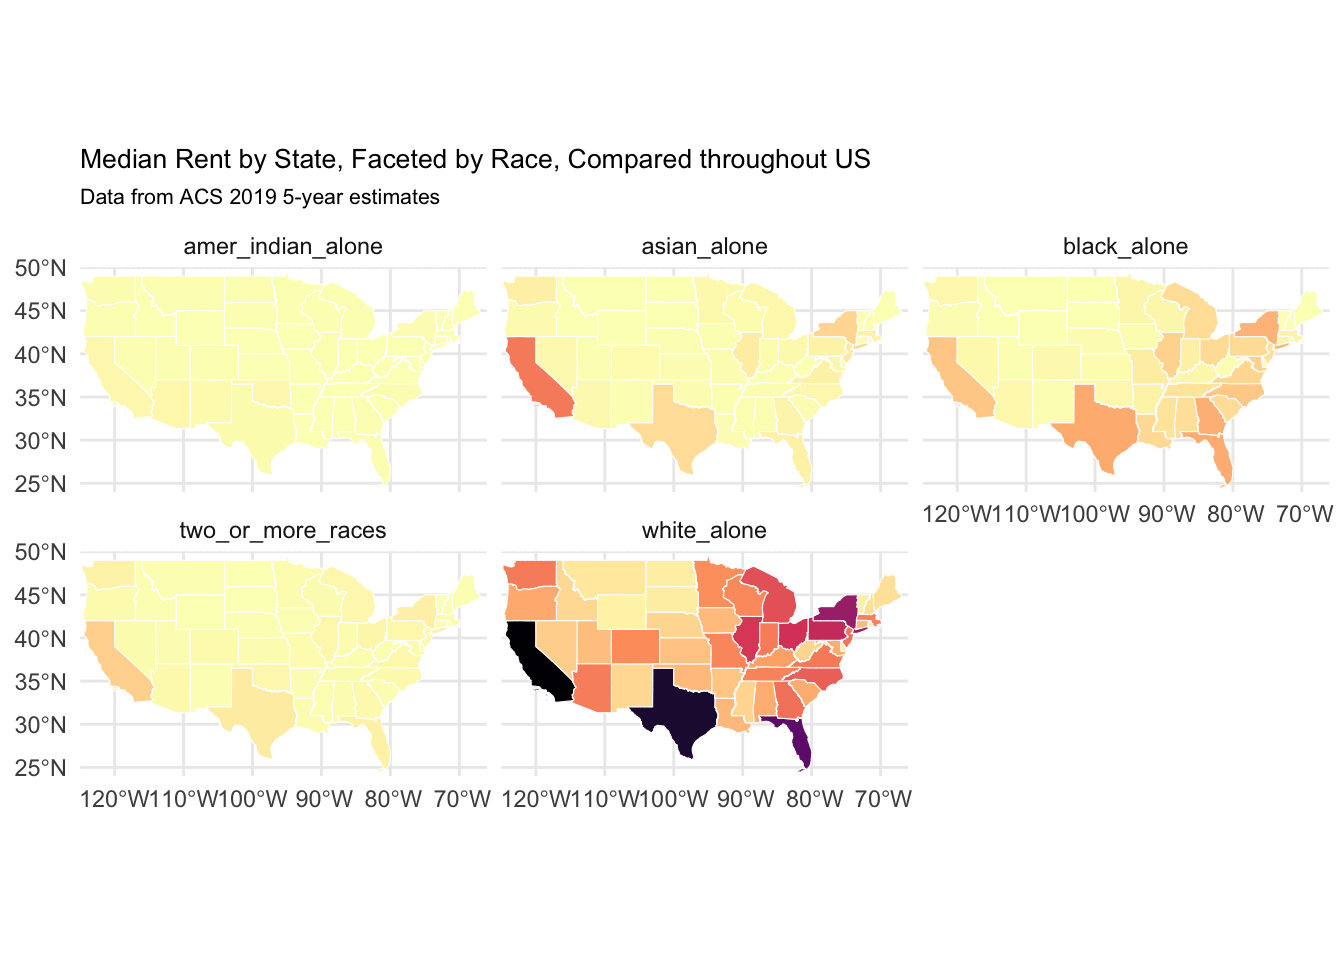 Median Rent by State, Faceted by Race, Compared throughout US
Data from ACS 2019 5-year estimates
amer_indian_alone
asian_alone
black_alone
50°N
45°N
40°N
35°N
30°N
25°N
120°W110°W100°W 90°W 80°W 70°W
two_or_more_races
white_alone
50°N
45°N
40°N
35°N
30°N
25°N
120°W110°W100°W 90°W 80°W 70°W
120°W110°W100°W 90°W 80°W 70°W